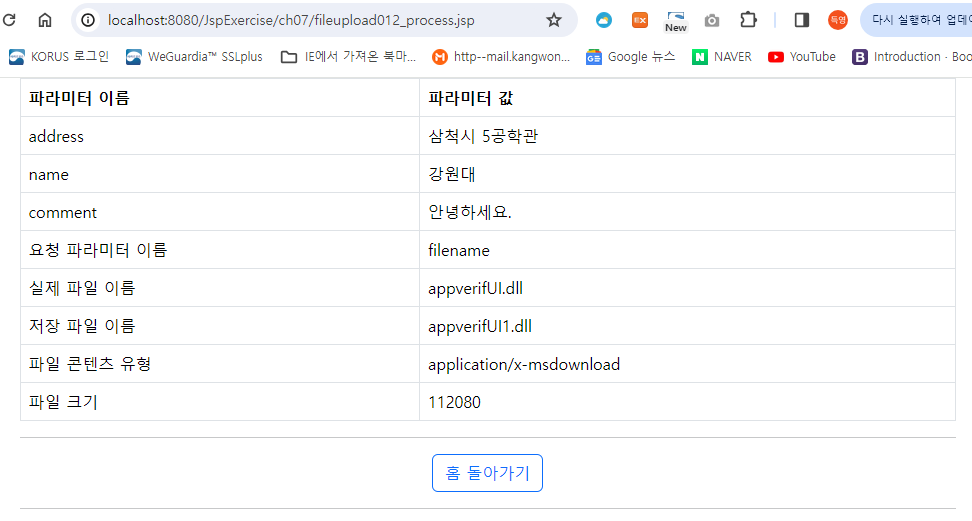 localhost:8080/JspExercise/ch07/fileupload012_process.jsp EX New 득영 다시 실행하여 업데
KORUS 로그인 WeGuardia™ SSLplus IE에서 가져온 북마... http--mail.kangwon... Google 뉴스 NAVER YouTube Introduction · Boo
파라미터 이름 파라미터 값
address 삼척시 5공학관
name 강원대
comment 안녕하세요.
요청 파라미터 이름 filename
실제 파일 이름 appverifUI.dll
저장 파일 이름 appverifUI1.dll
파일 콘텐츠 유형 application/x-msdownload
파일 크기 112080
홈 돌아가기